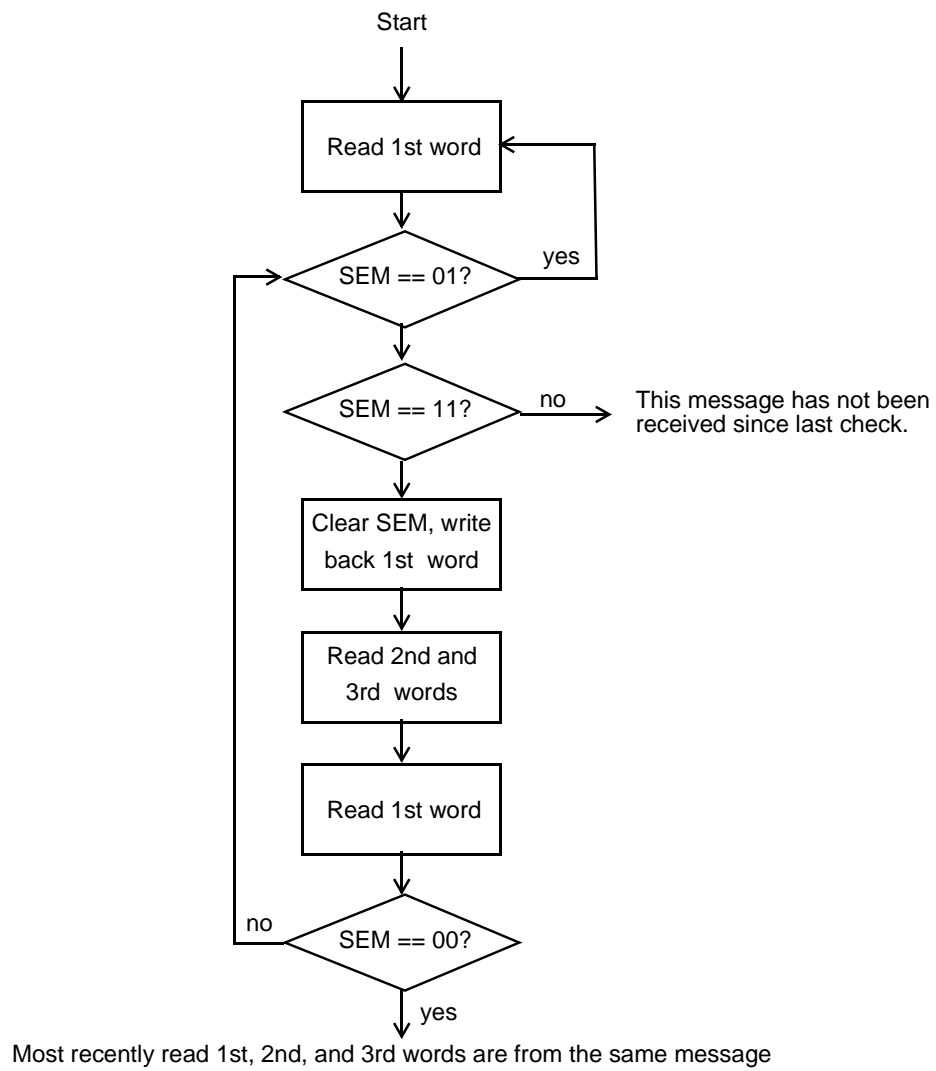 Start
Read 1st word
yes
SEM == 01?
SEM == 11?
no
This message has not been
received since last check.
Clear SEM, write
back 1st word
Read 2nd and
3rd words
Read 1st word
no
SEM == 00?
yes
Most recently read 1st, 2nd, and 3rd words are from the same message